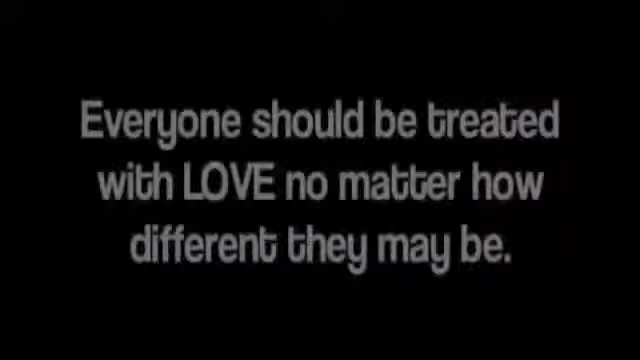 Everyone should be treated
with LOVE no matter how
different they may be.